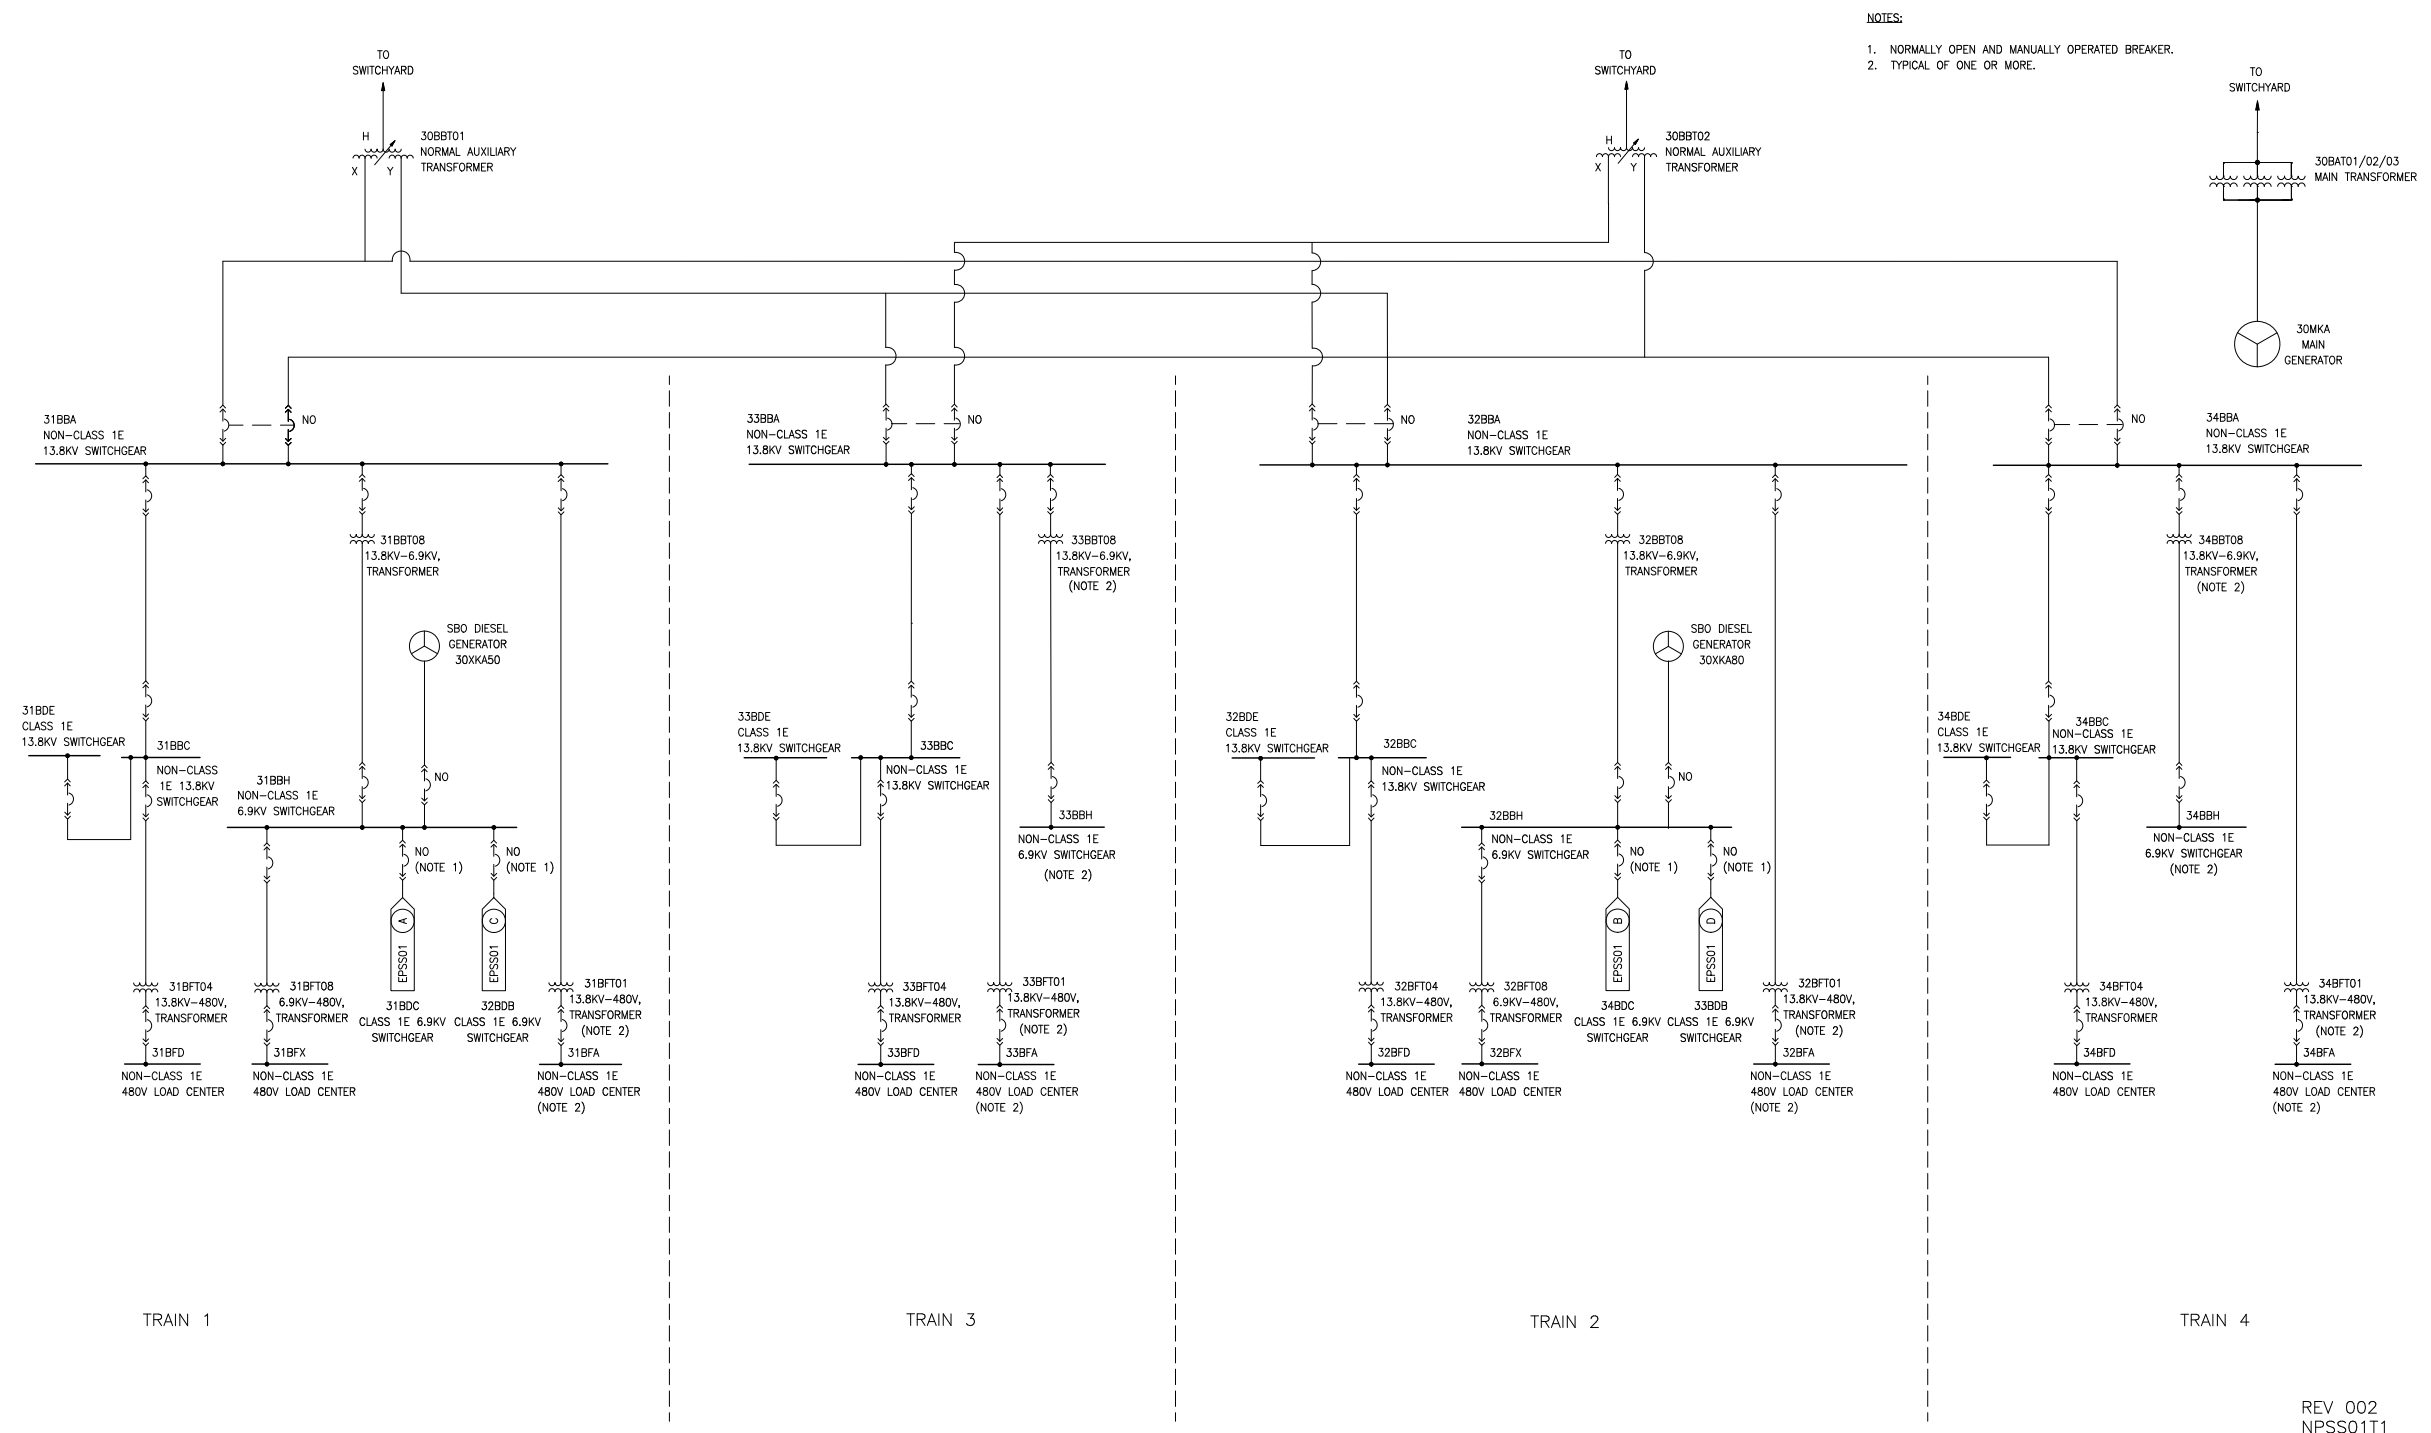 NOTES:
1. NORMALLY OPEN AND MANUALLY OPERATED BREAKER.
2. TYPICAL OF ONE OR MORE.
TO
SWITCHYARD
H
X
Y
30BBT01
NORMAL AUXILIARY
TRANSFORMER
TO
SWITCHYARD
H
X
Y
30BBT02
NORMAL AUXILIARY
TRANSFORMER
TO
SWITCHYARD
30BAT01/02/03
MAIN TRANSFORMER
30MKA
MAIN
GENERATOR
31BBA
NON-CLASS 1E
13.8KV SWITCHGEAR
NO
31BBT08
13.8KV-6.9KV,
TRANSFORMER
SBO DIESEL
GENERATOR
30XKA50
31BDE
CLASS 1E
13.8KV SWITCHGEAR
31BBC
NON-CLASS
1E 13.8KV
SWITCHGEAR
NO
31BBH
NON-CLASS 1E
6.9KV SWITCHGEAR
NO
(NOTE 1)
NO
(NOTE 1)
A
EPSS01
C
EPSS01
31BFT04
13.8KV-480V,
TRANSFORMER
31BFT08
6.9KV-480V,
TRANSFORMER
31BDC
CLASS 1E 6.9KV
SWITCHGEAR
32BDB
CLASS 1E 6.9KV
SWITCHGEAR
31BFT01
13.8KV-480V,
TRANSFORMER
(NOTE 2)
31BFD
NON-CLASS 1E
480V LOAD CENTER
31BFX
NON-CLASS 1E
480V LOAD CENTER
31BFA
NON-CLASS 1E
480V LOAD CENTER
(NOTE 2)
TRAIN 1
33BBA
NON-CLASS 1E
13.8KV SWITCHGEAR
NO
33BBT08
13.8KV-6.9KV,
TRANSFORMER
(NOTE 2)
33BDE
CLASS 1E
13.8KV SWITCHGEAR
33BBC
NON-CLASS 1E
13.8KV SWITCHGEAR
33BBH
NON-CLASS 1E
6.9KV SWITCHGEAR
(NOTE 2)
33BFT04
13.8KV-480V,
TRANSFORMER
33BFT01
13.8KV-480V,
TRANSFORMER
(NOTE 2)
33BFD
NON-CLASS 1E
480V LOAD CENTER
33BFA
NON-CLASS 1E
480V LOAD CENTER
(NOTE 2)
TRAIN 3
32BBA
NON-CLASS 1E
13.8KV SWITCHGEAR
NO
32BBT08
13.8KV-6.9KV,
TRANSFORMER
SBO DIESEL
GENERATOR
30XKA80
32BDE
CLASS 1E
13.8KV SWITCHGEAR
32BBC
NON-CLASS 1E
13.8KV SWITCHGEAR
NO
32BBH
NON-CLASS 1E
6.9KV SWITCHGEAR
NO
(NOTE 1)
NO
(NOTE 1)
B
EPSS01
D
EPSS01
32BFT04
13.8KV-480V,
TRANSFORMER
32BFT08
6.9KV-480V,
TRANSFORMER
34BDC
CLASS 1E 6.9KV
SWITCHGEAR
33BDB
CLASS 1E 6.9KV
SWITCHGEAR
32BFT01
13.8KV-480V,
TRANSFORMER
(NOTE 2)
32BFD
NON-CLASS 1E
480V LOAD CENTER
32BFX
NON-CLASS 1E
480V LOAD CENTER
32BFA
NON-CLASS 1E
480V LOAD CENTER
(NOTE 2)
TRAIN 2
34BBA
NON-CLASS 1E
13.8KV SWITCHGEAR
NO
34BBT08
13.8KV-6.9KV,
TRANSFORMER
(NOTE 2)
34BDE
CLASS 1E
13.8KV SWITCHGEAR
34BBC
NON-CLASS 1E
13.8KV SWITCHGEAR
34BBH
NON-CLASS 1E
6.9KV SWITCHGEAR
(NOTE 2)
34BFT04
13.8KV-480V,
TRANSFORMER
34BFT01
13.8KV-480V,
TRANSFORMER
(NOTE 2)
34BFD
NON-CLASS 1E
480V LOAD CENTER
34BFA
NON-CLASS 1E
480V LOAD CENTER
(NOTE 2)
TRAIN 4
REV 002
NPSS01T1